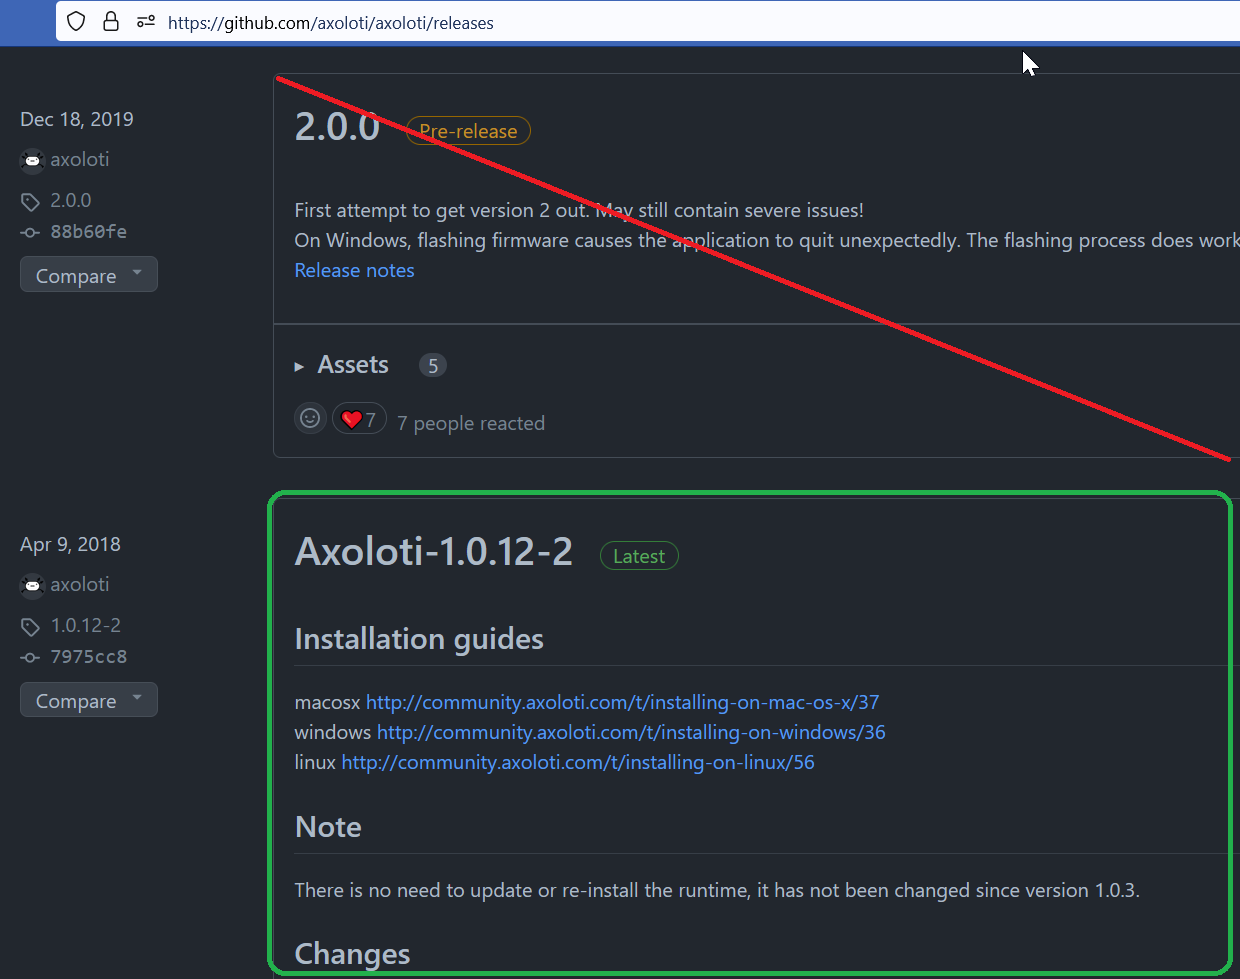 https://github.com/axoloti/axoloti/releases
Dec 18, 2019
axoloti
2.0.0
88b60fe
Compare
2.0.0 Pre-release
First attempt to get version 2 out. May still contain severe issues!
On Windows, flashing firmware causes the application to quit unexpectedly. The flashing process does work
Release notes
Assets 5
7 7 people reacted
Apr 9, 2018
axoloti
1.0.12-2
7975cc8
Compare
Axoloti-1.0.12-2 Latest
Installation guides
macosx http://community.axoloti.com/t/installing-on-mac-os-x/37
windows http://community.axoloti.com/t/installing-on-windows/36
linux http://community.axoloti.com/t/installing-on-linux/56
Note
There is no need to update or re-install the runtime, it has not been changed since version 1.0.3.
Changes